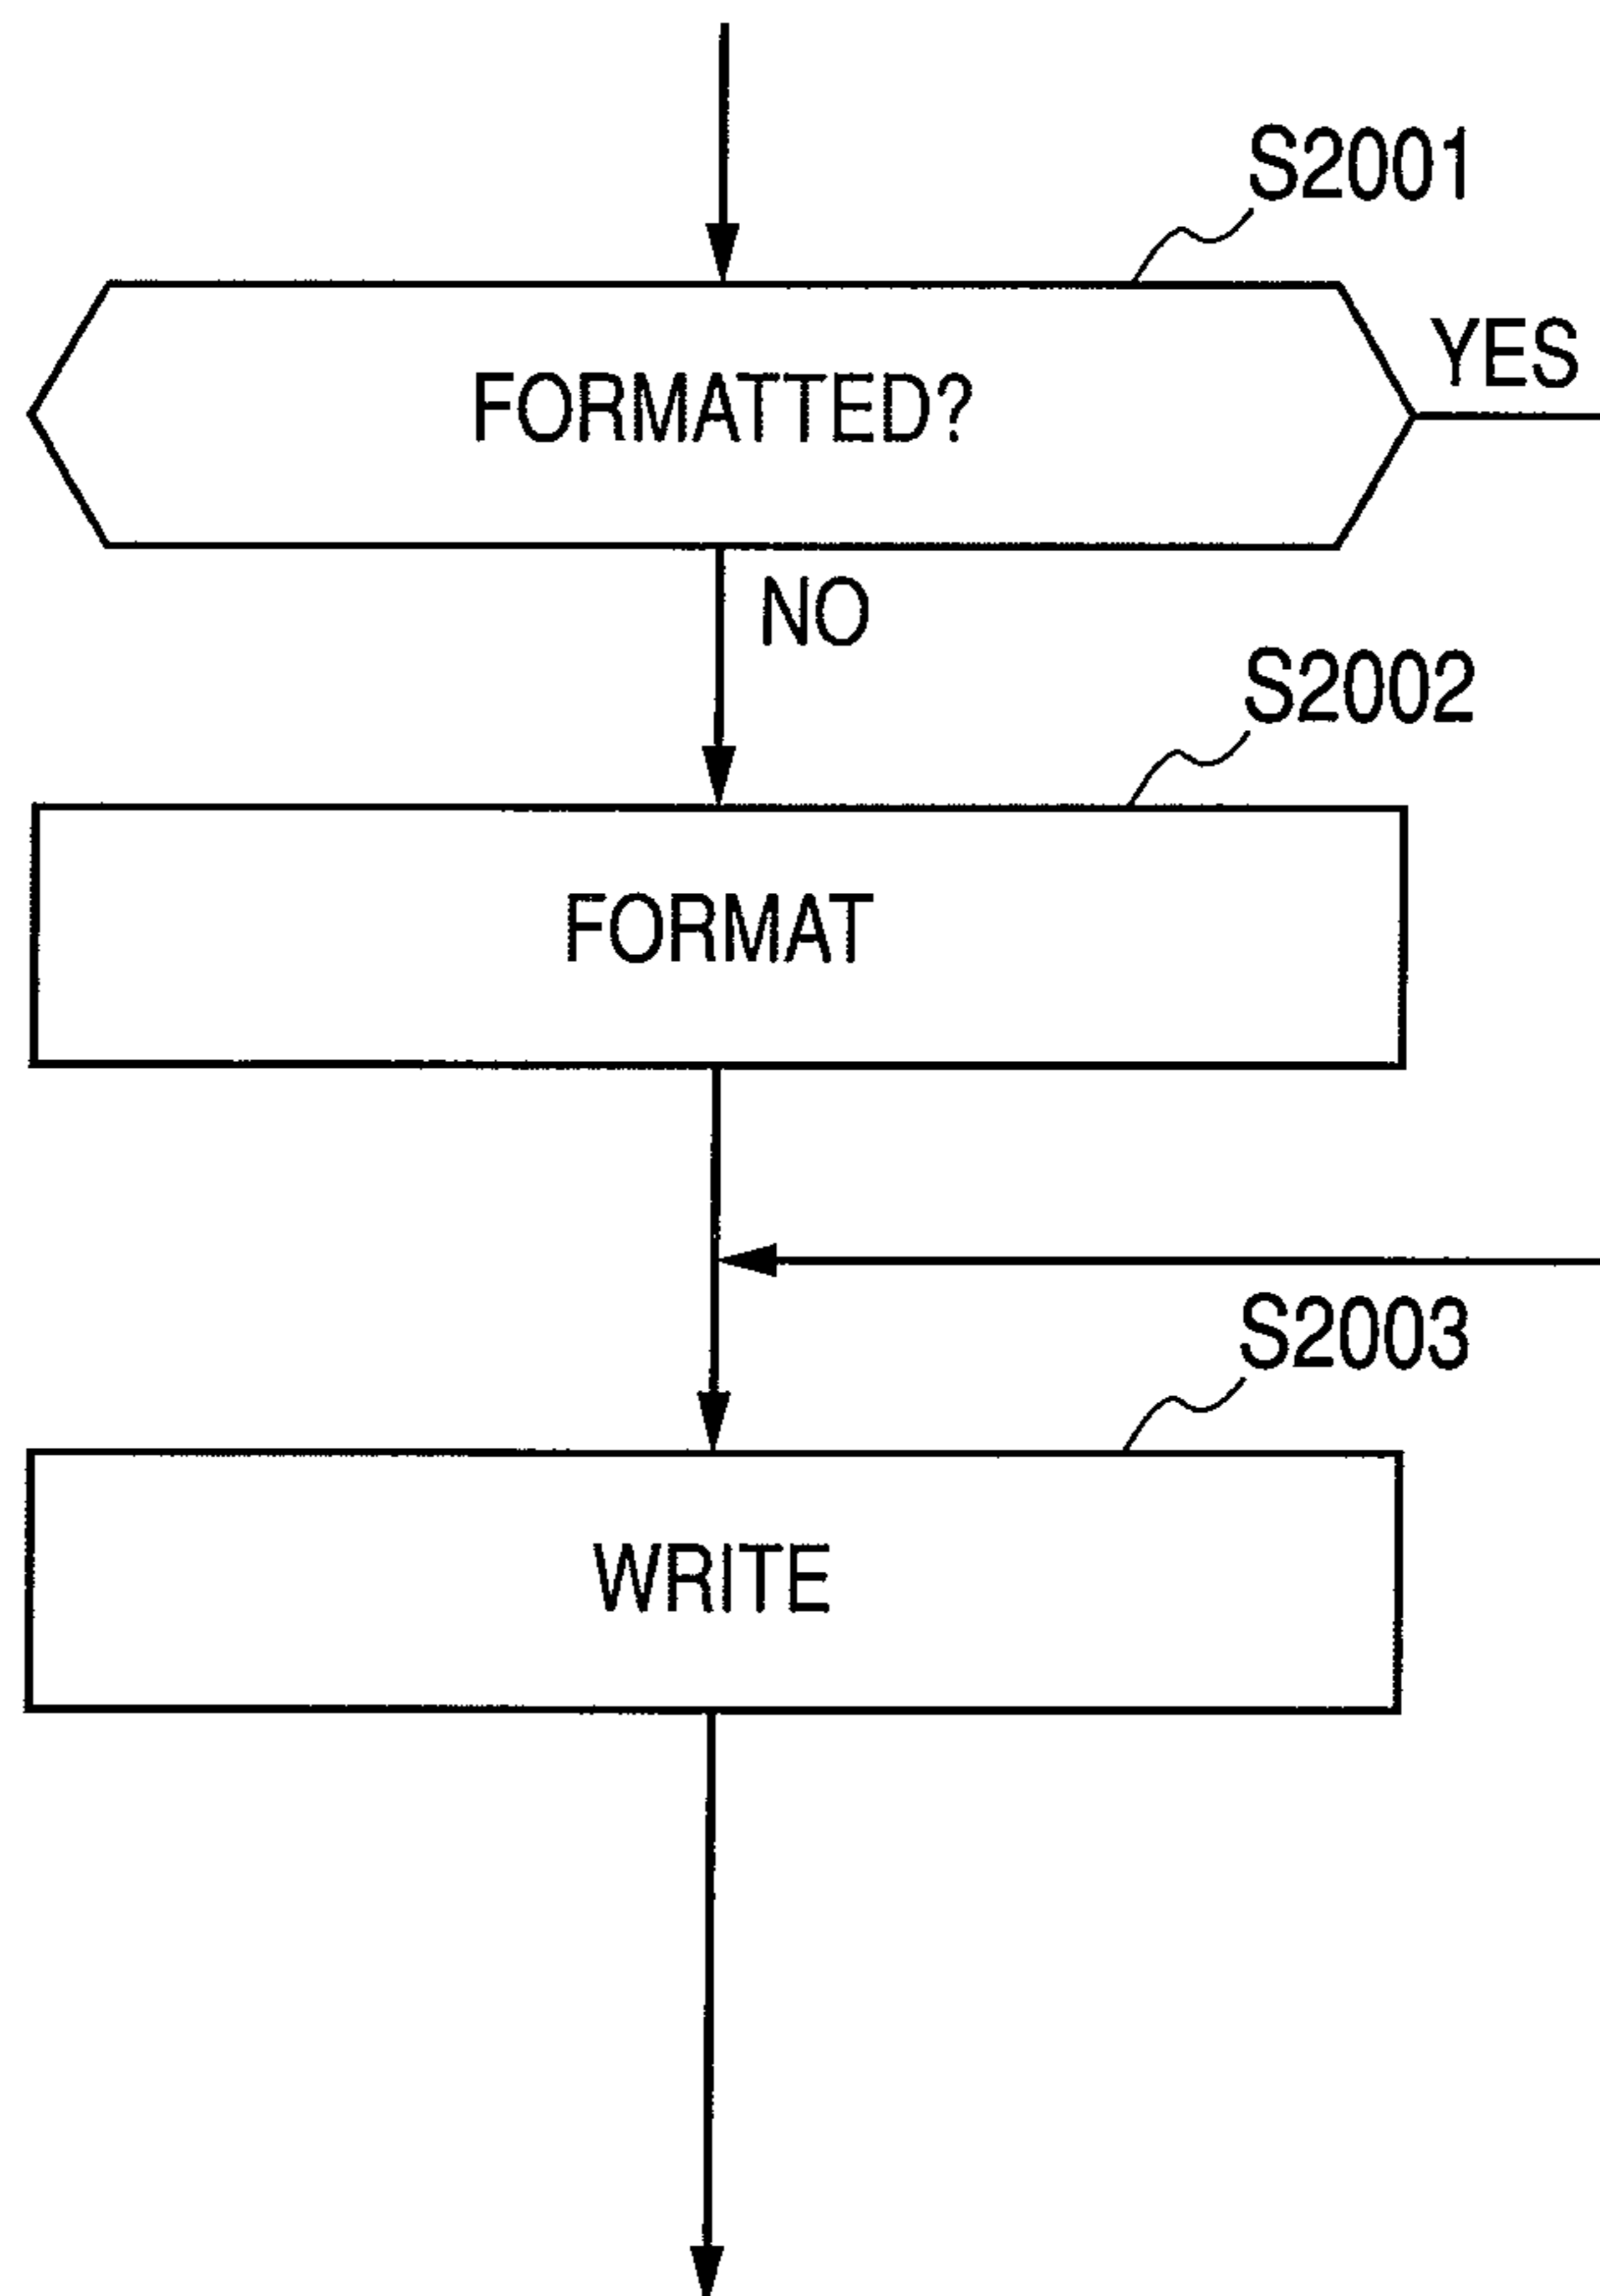 S2001
FORMATTED?
YES
NO
S2002
FORMAT
S2003
WRITE